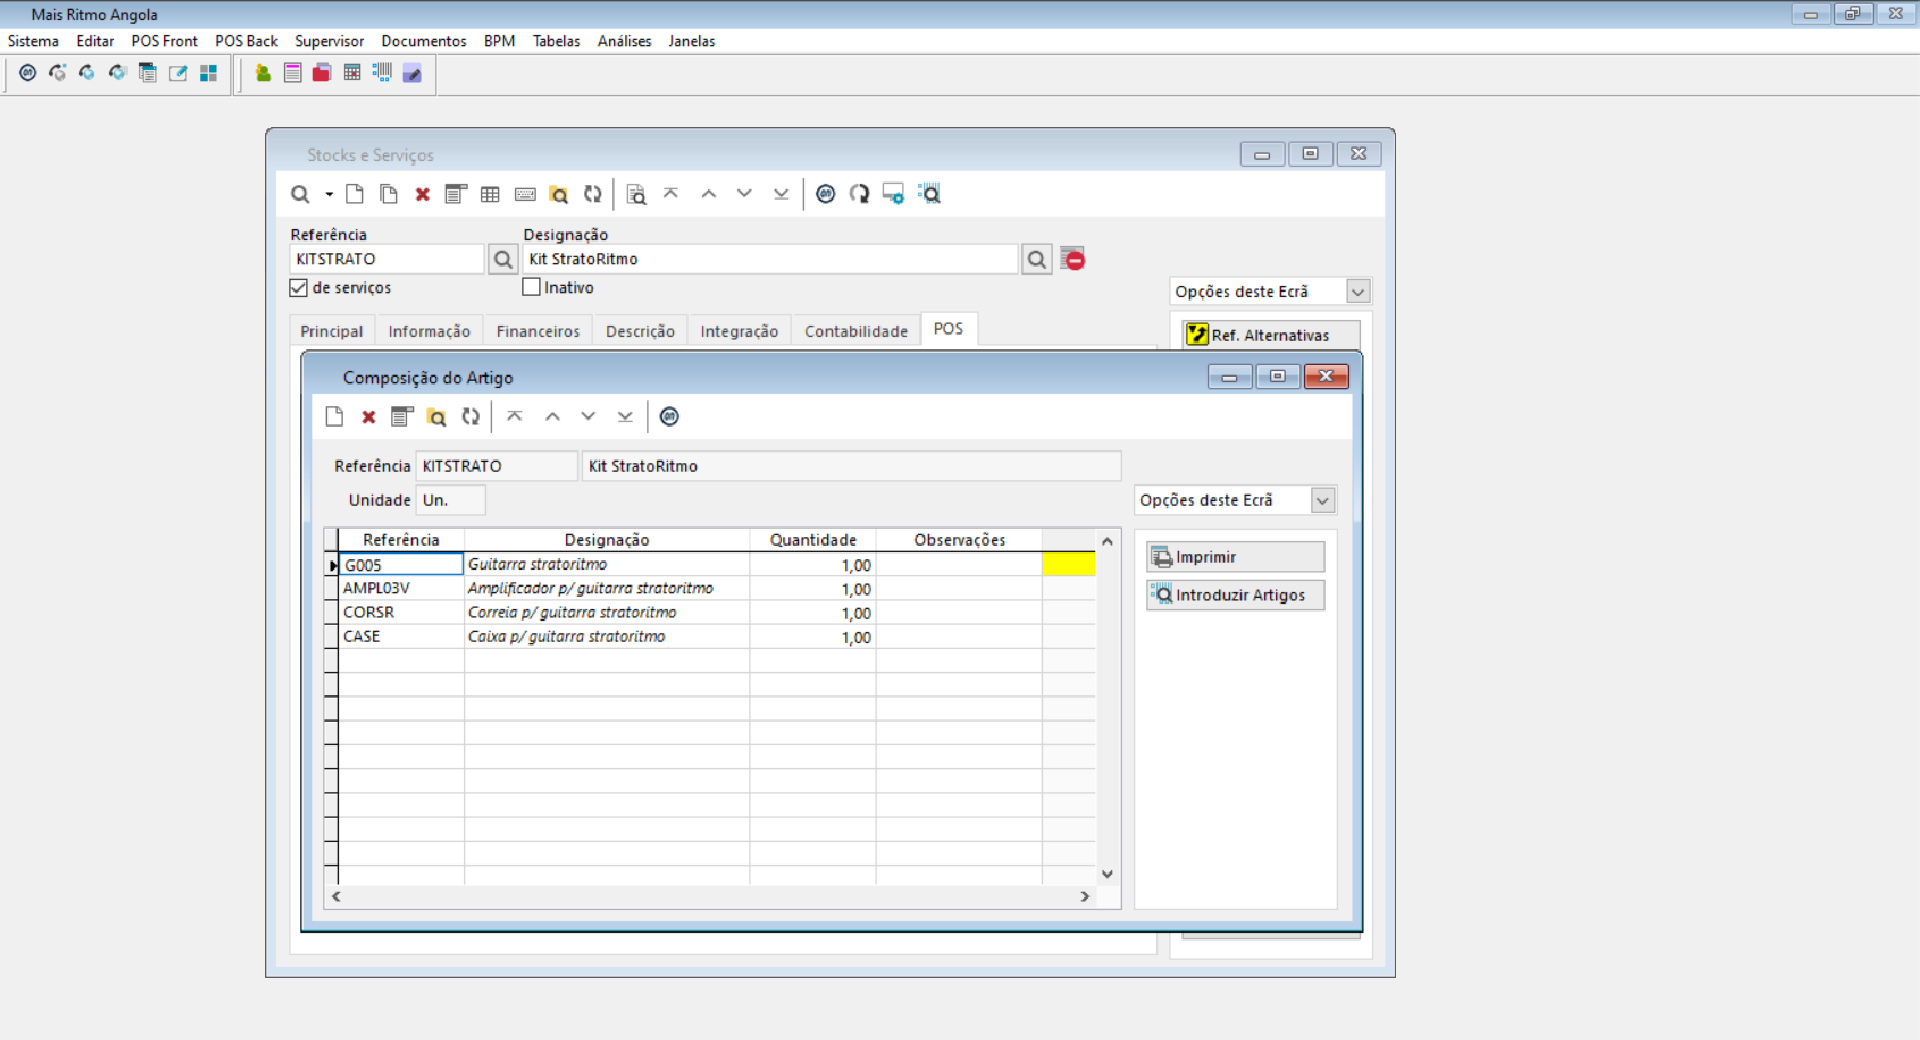 Mais Ritmo Angola
Sistema Editar POS Front POS Back Supervisor Documentos BPM Tabelas Análises Janelas
Stocks e Serviços
Referência Designação
KITSTRATO Kit StratoRitmo
de serviços Inativo
Opções deste Ecrã
Principal Informação Financeiros Descrição Integração Contabilidade POS
Ref. Alternativas
Composição do Artigo
Referência KITSTRATO Kit StratoRitmo
Unidade Un.
Opções deste Ecrã
Referência Designação Quantidade Observações
G005 Guitarra stratoritmo 1,00
AMPL03V Amplificador p/ guitarra stratoritmo 1,00
CORSR Correia p/ guitarra stratoritmo 1,00
CASE Caixa p/ guitarra stratoritmo 1,00
Imprimir
Introduzir Artigos